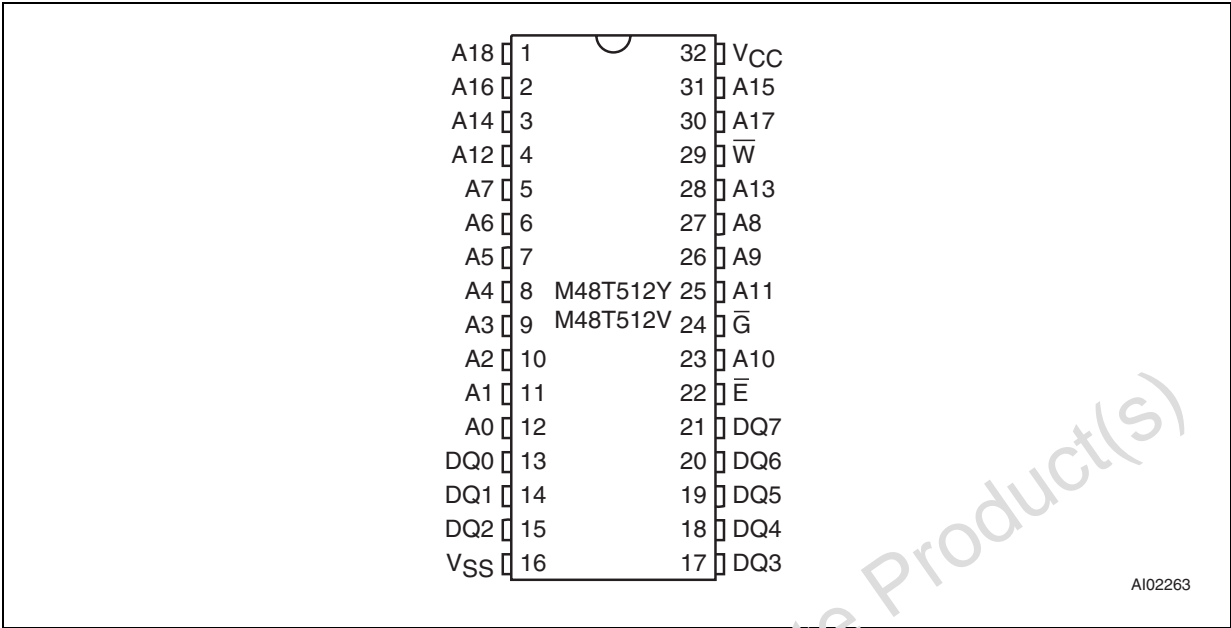 A18 1 32 VCC
A16 2 31 A15
A14 3 30 A17
A12 4 29 W̅
A7 5 28 A13
A6 6 27 A8
A5 7 26 A9
A4 8 M48T512Y 25 A11
A3 9 M48T512V 24 G̅
A2 10 23 A10
A1 11 22 E̅
A0 12 21 DQ7
DQ0 13 20 DQ6
DQ1 14 19 DQ5
DQ2 15 18 DQ4
VSS 16 17 DQ3
AI02263
Product(s)